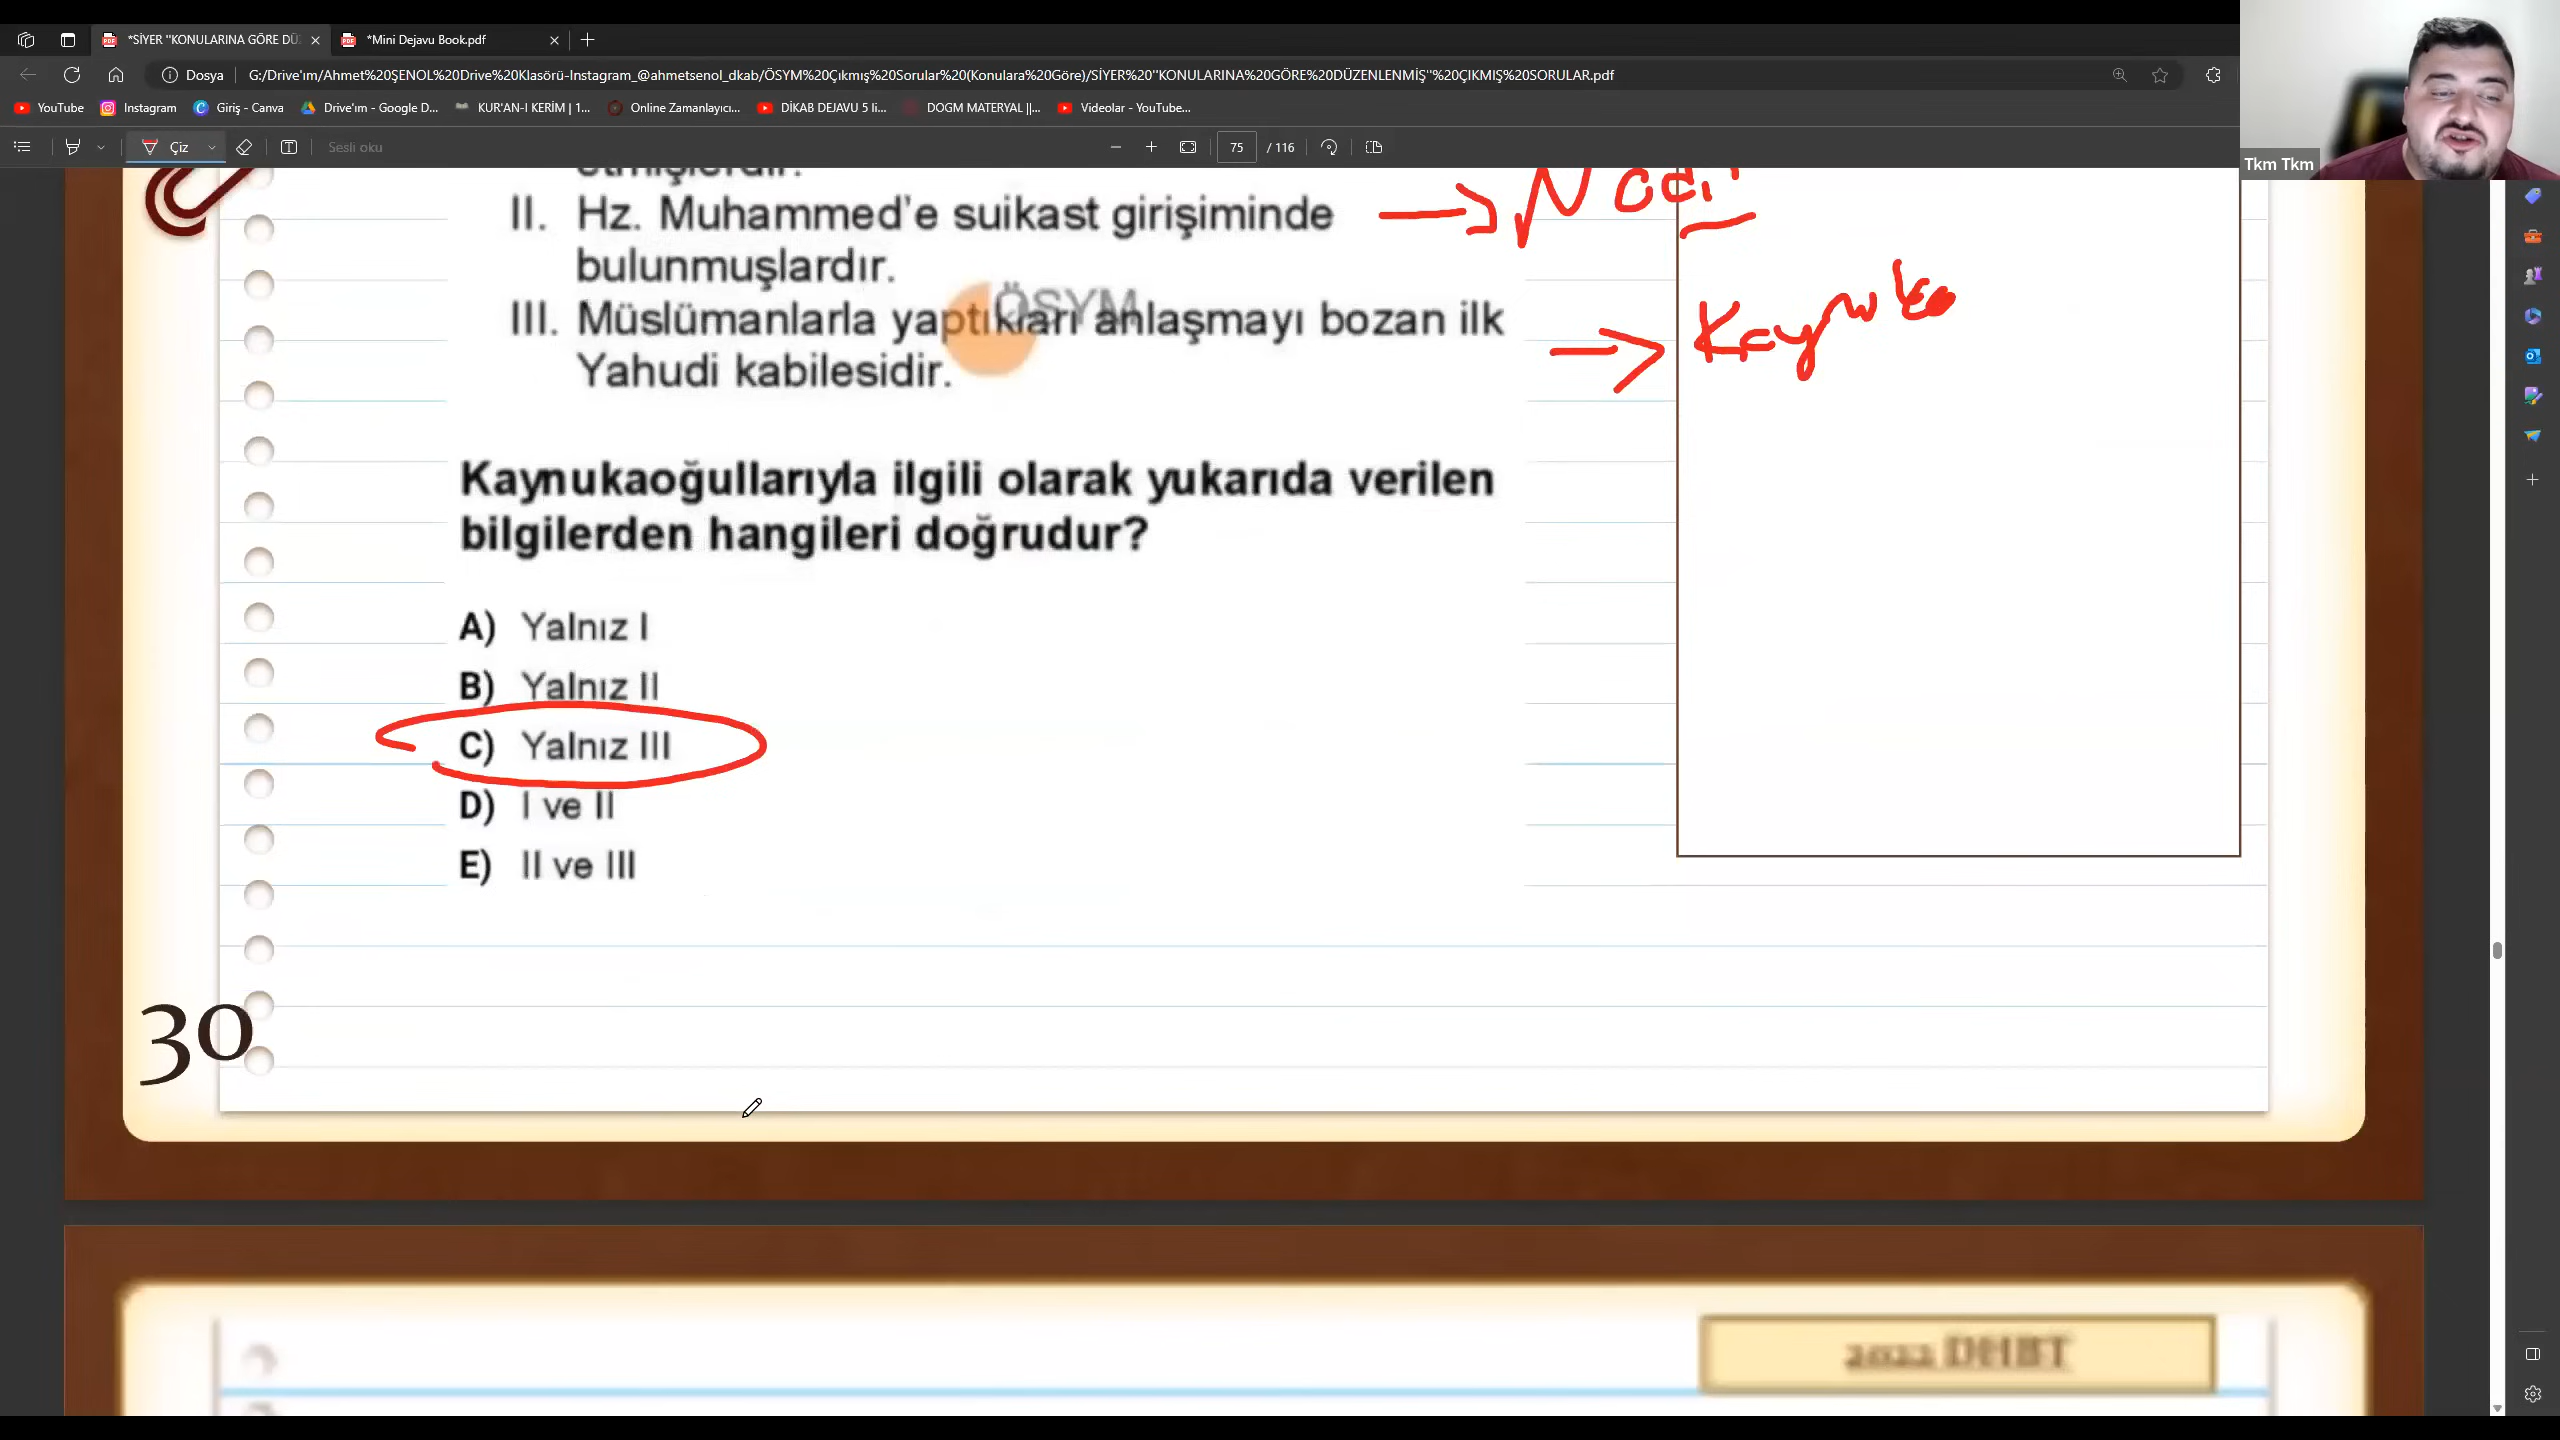 *SİYER "KONULARINA GÖRE DÜ
*Mini Dejavu Book.pdf
Dosya
G:/Drive'ım/Ahmet%20ŞENOL%20Drive%20Klasörü-Instagram_@ahmetsenol_dkab/ÖSYM%20Çıkmış%20Sorular%20(Konulara%20Göre)/SİYER%20"KONULARINA%20GÖRE%20DÜZENLENMİŞ"%20ÇIKMIŞ%20SORULAR.pdf
YouTube
Instagram
Giriş - Canva
Drive'ım - Google D...
KUR'AN-I KERİM | 1...
Online Zamanlayıcı...
DİKAB DEJAVU 5 li...
DOGM MATERYAL ||...
Videolar - YouTube...
Çiz
Sesli oku
75 / 116
Tkm Tkm
etmişlerdir.
II. Hz. Muhammed'e suikast girişiminde
bulunmuşlardır.
Nadir
ÖSYM
III. Müslümanlarla yaptıkları anlaşmayı bozan ilk
Yahudi kabilesidir.
Kaynuka
Kaynukaoğullarıyla ilgili olarak yukarıda verilen
bilgilerden hangileri doğrudur?
A) Yalnız I
B) Yalnız II
C) Yalnız III
D) I ve II
E) II ve III
30
2022 DHBT